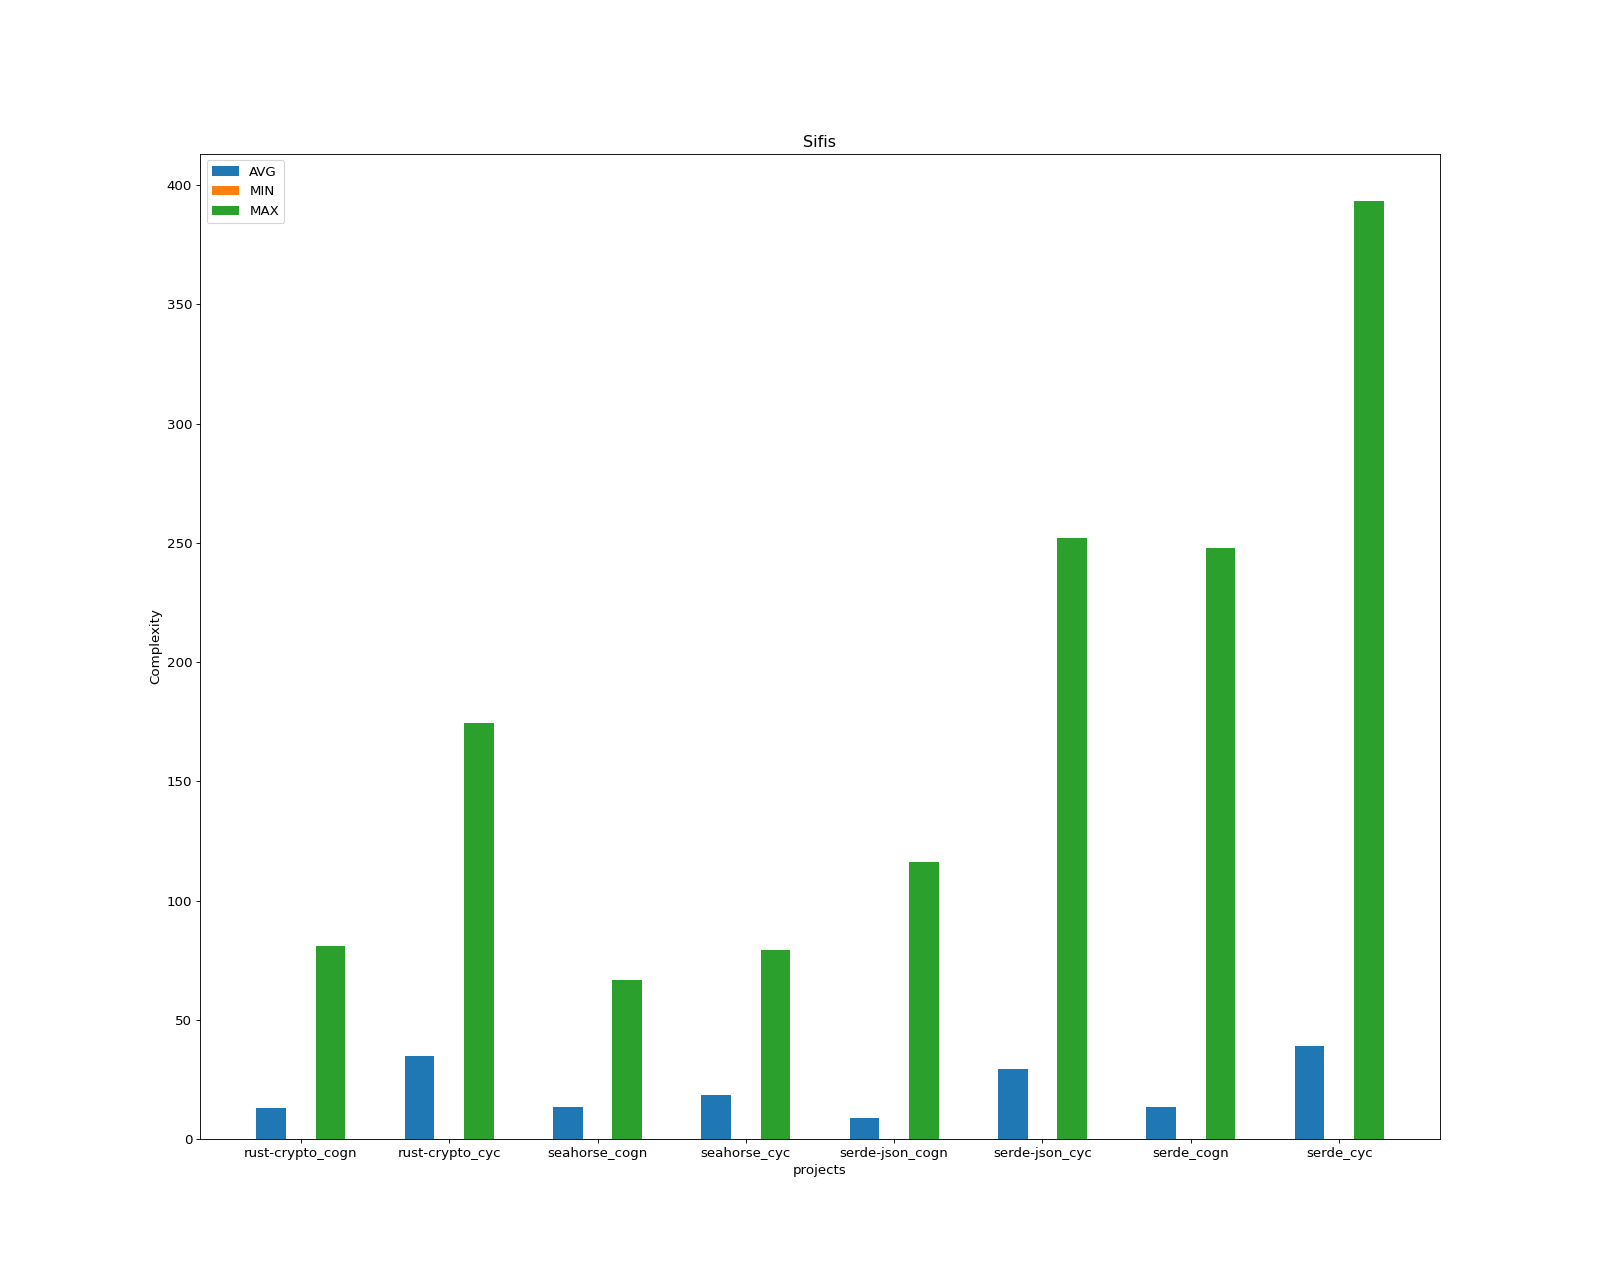 Sifis
AVG
MIN
MAX
400
350
300
250
200
150
100
50
0
Complexity
rust-crypto_cogn rust-crypto_cyc seahorse_cogn seahorse_cyc serde-json_cogn serde-json_cyc serde_cogn serde_cyc
projects